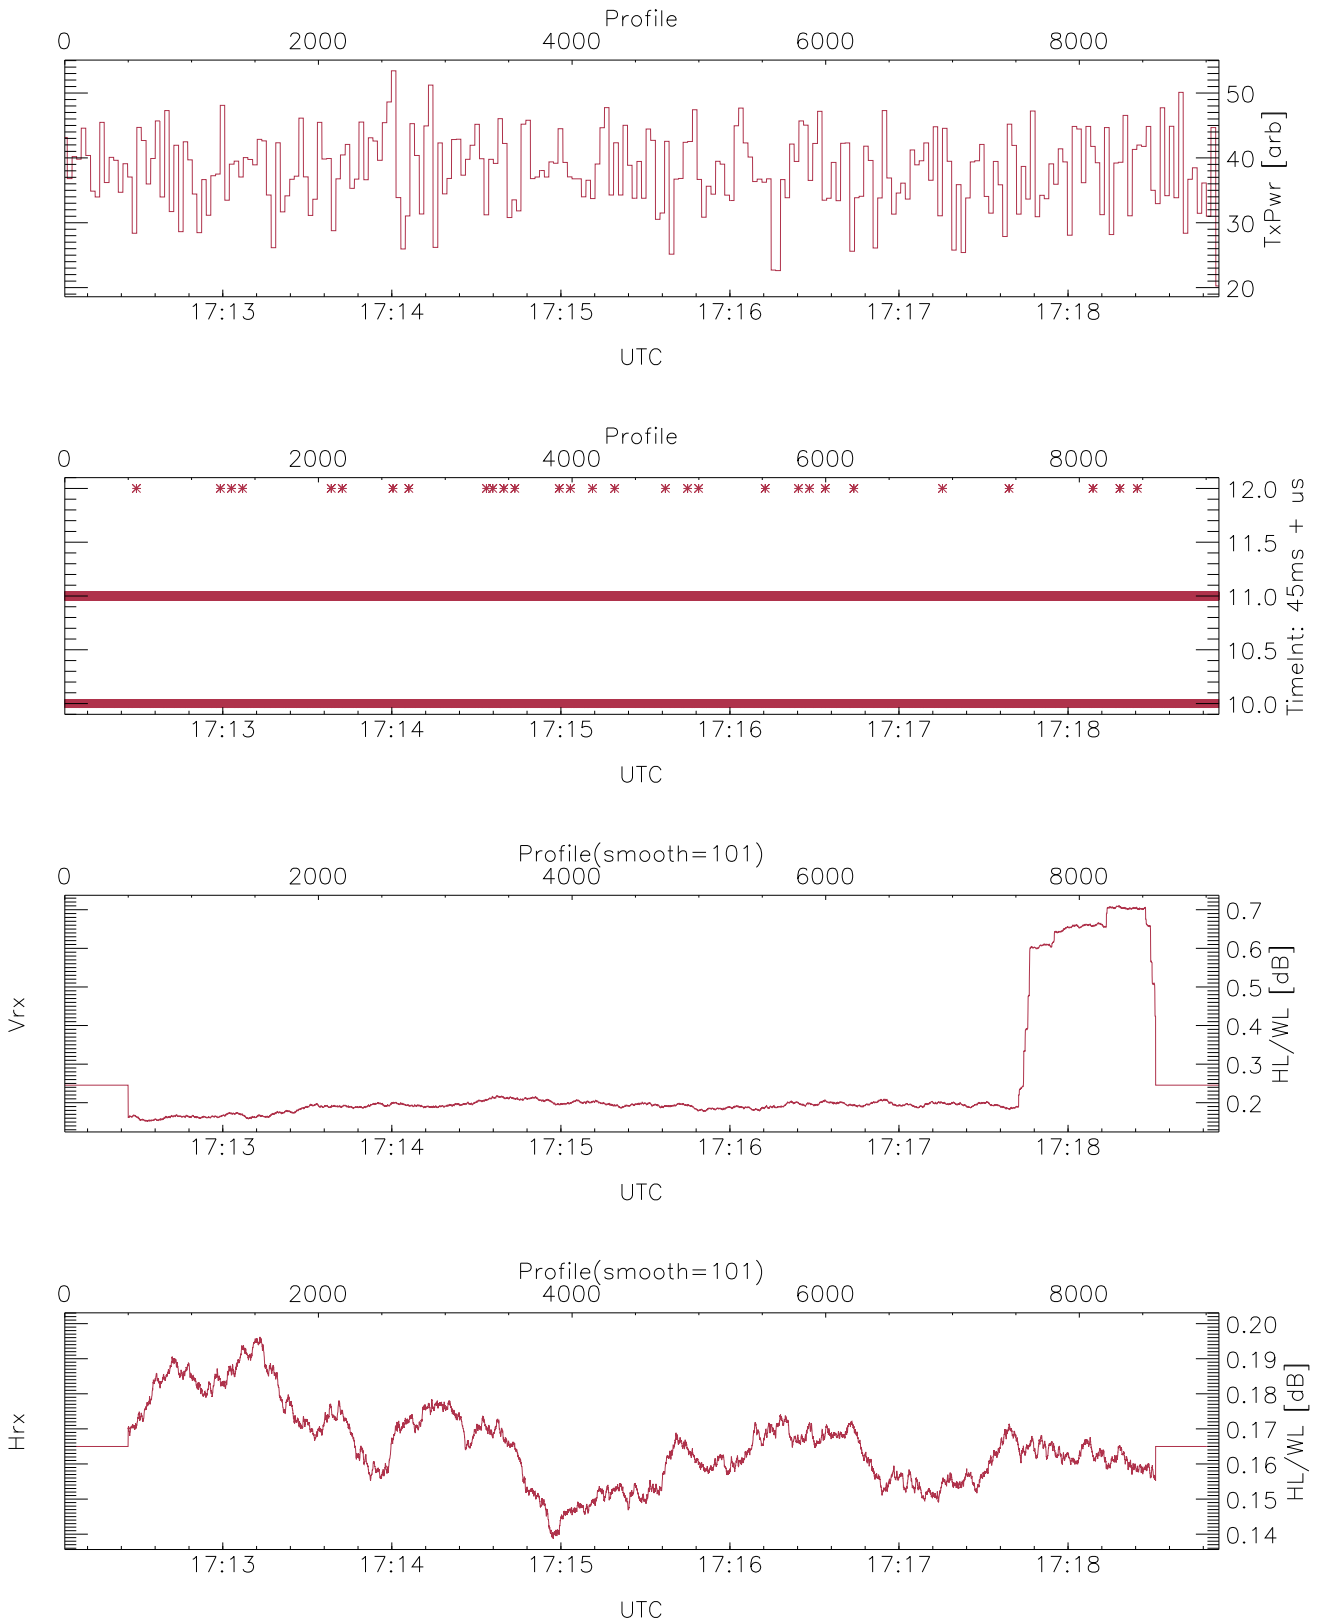 Profile
0 2000 4000 6000 8000
50
40
30
20
TxPwr [arb]
17:13 17:14 17:15 17:16 17:17 17:18
UTC
Profile
0 2000 4000 6000 8000
12.0
11.5
11.0
10.5
10.0
TimeInt: 45ms + us
17:13 17:14 17:15 17:16 17:17 17:18
UTC
Profile(smooth=101)
0 2000 4000 6000 8000
Vrx
0.7
0.6
0.5
0.4
0.3
0.2
HL/WL [dB]
17:13 17:14 17:15 17:16 17:17 17:18
UTC
Profile(smooth=101)
0 2000 4000 6000 8000
Hrx
0.20
0.19
0.18
0.17
0.16
0.15
0.14
HL/WL [dB]
17:13 17:14 17:15 17:16 17:17 17:18
UTC